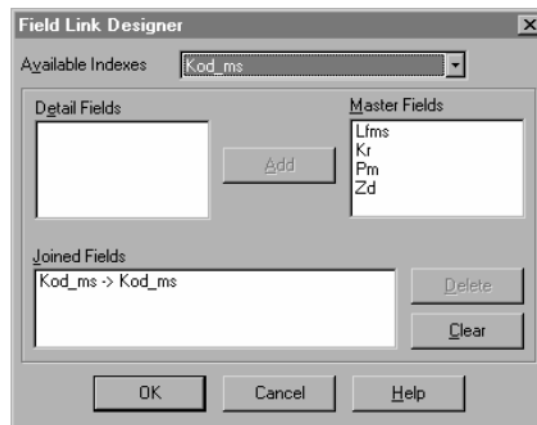 Field Link Designer
Available Indexes Kod_ms
Detail Fields
Master Fields
Add
Lfms
Kr
Pm
Zd
Joined Fields
Kod_ms -> Kod_ms
Delete
Clear
OK Cancel Help